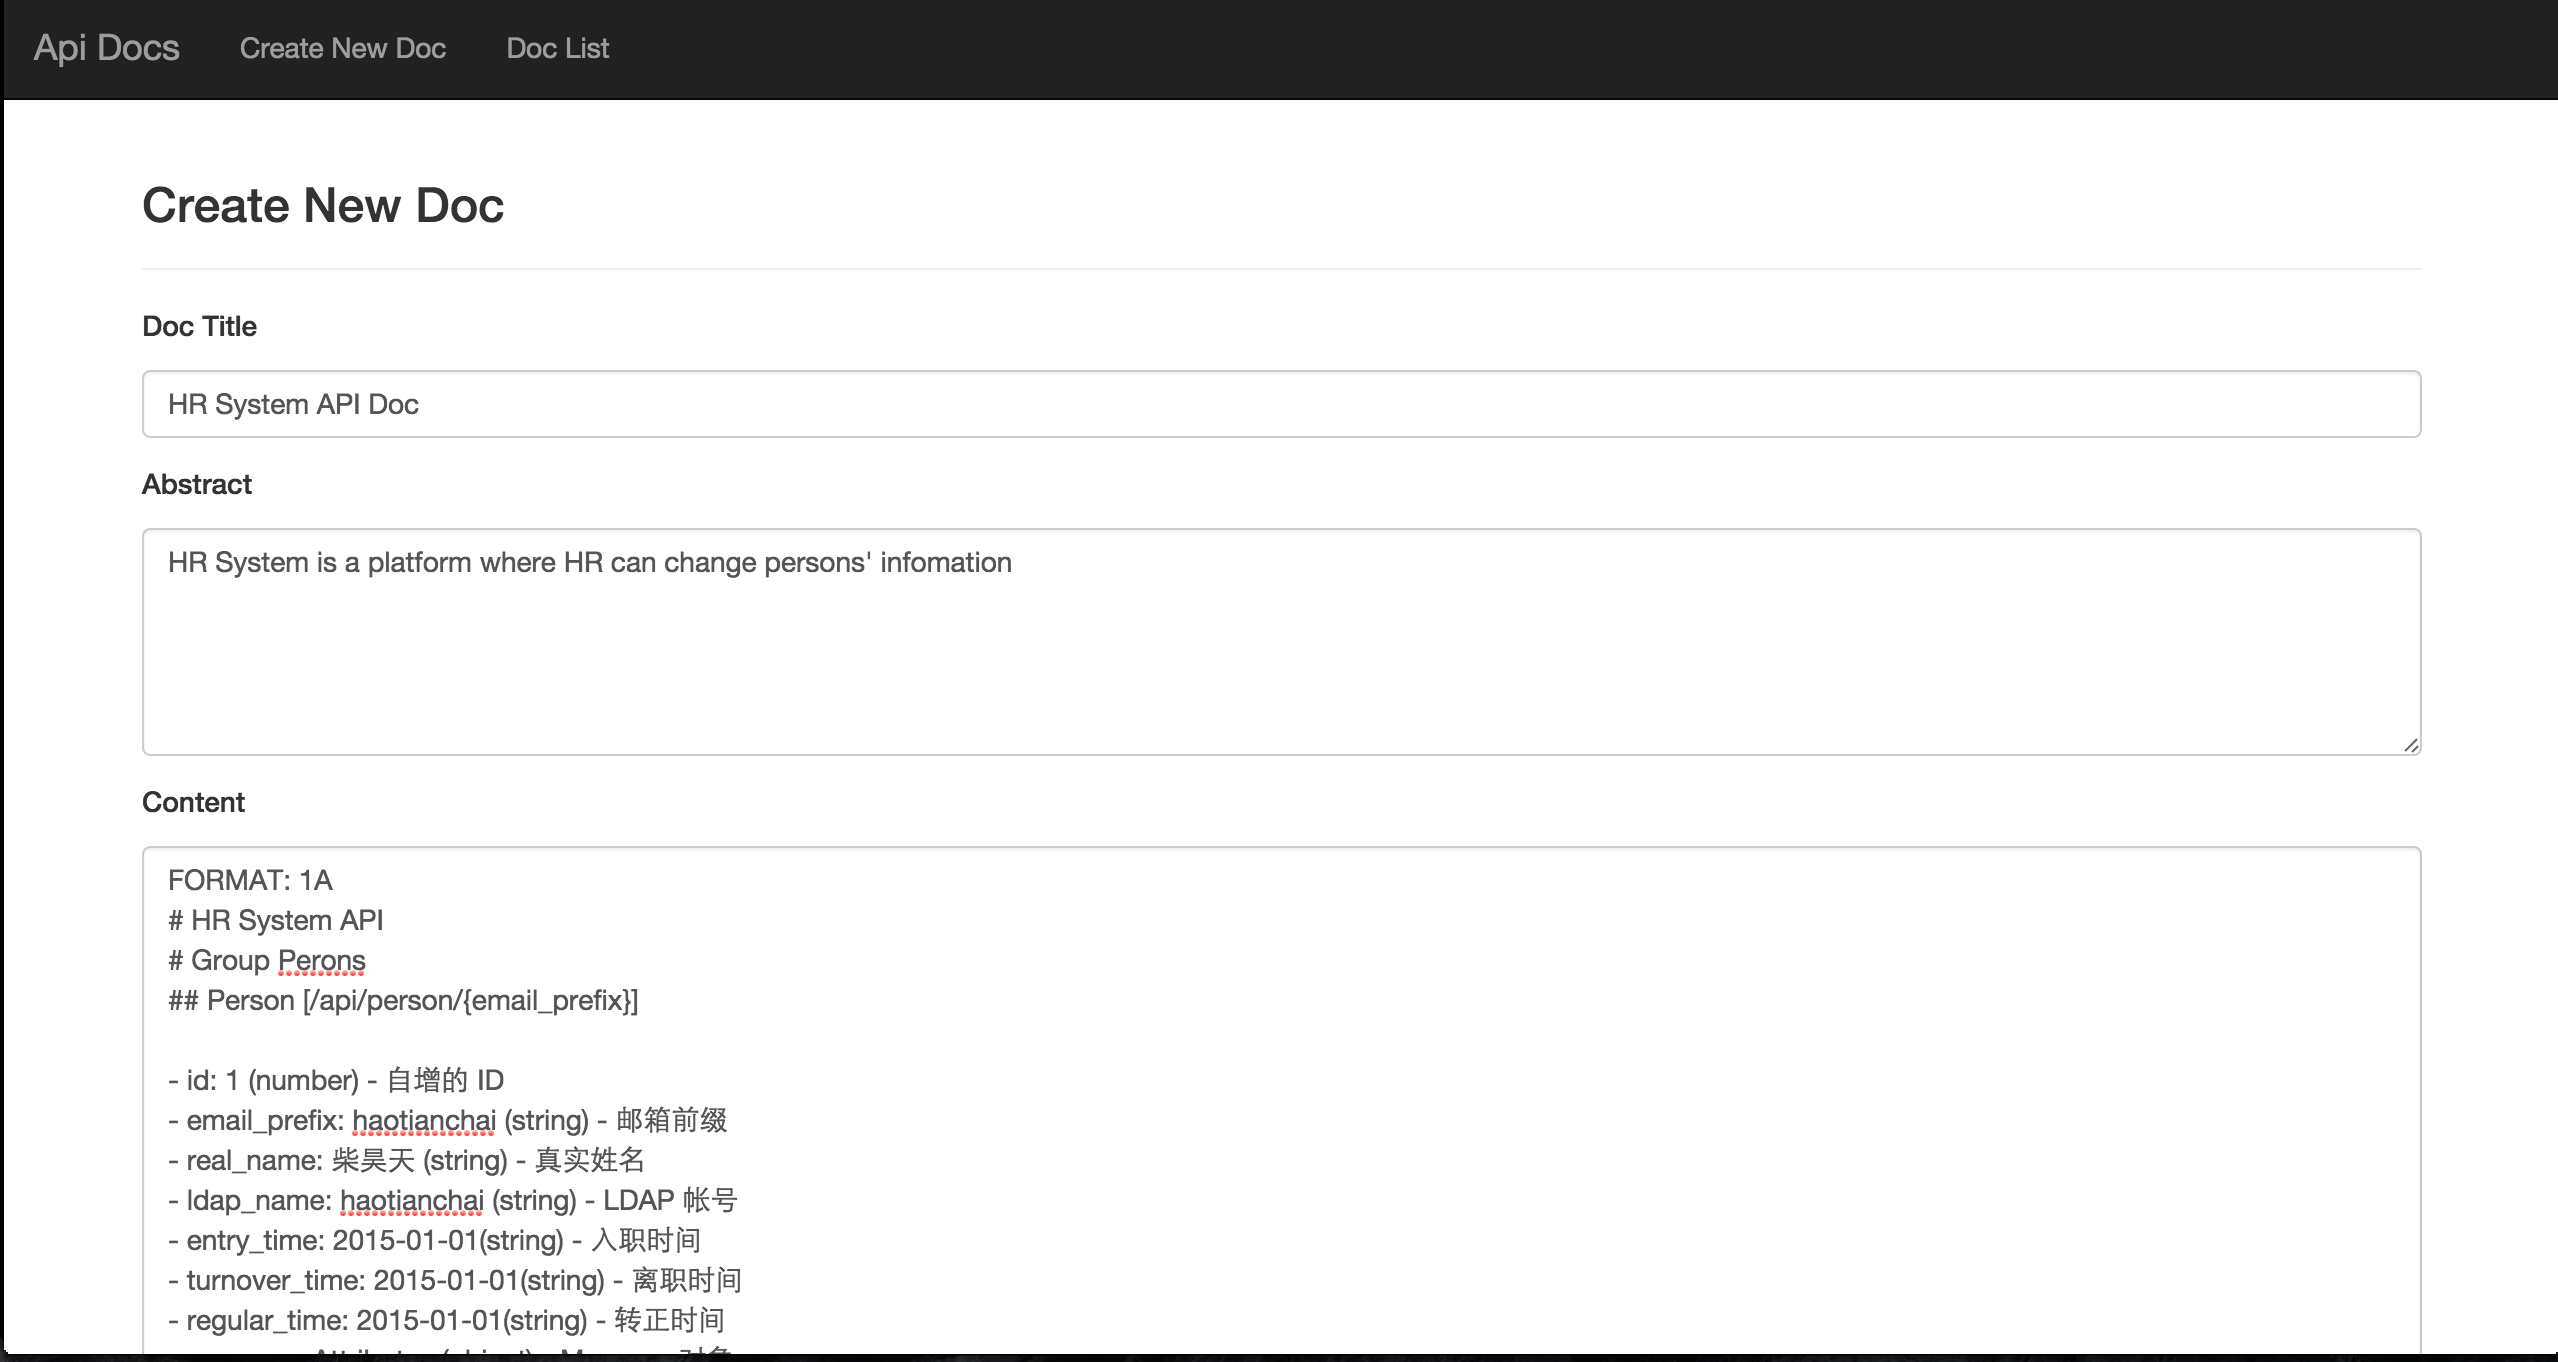 Api Docs Create New Doc Doc List
Create New Doc
Doc Title
HR System API Doc
Abstract
HR System is a platform where HR can change persons' infomation
Content
FORMAT: 1A
# HR System API
# Group Perons
## Person [/api/person/{email_prefix}]
- id: 1 (number) - 自增的 ID
- email_prefix: haotianchai (string) - 邮箱前缀
- real_name: 柴昊天 (string) - 真实姓名
- ldap_name: haotianchai (string) - LDAP 帐号
- entry_time: 2015-01-01(string) - 入职时间
- turnover_time: 2015-01-01(string) - 离职时间
- regular_time: 2015-01-01(string) - 转正时间